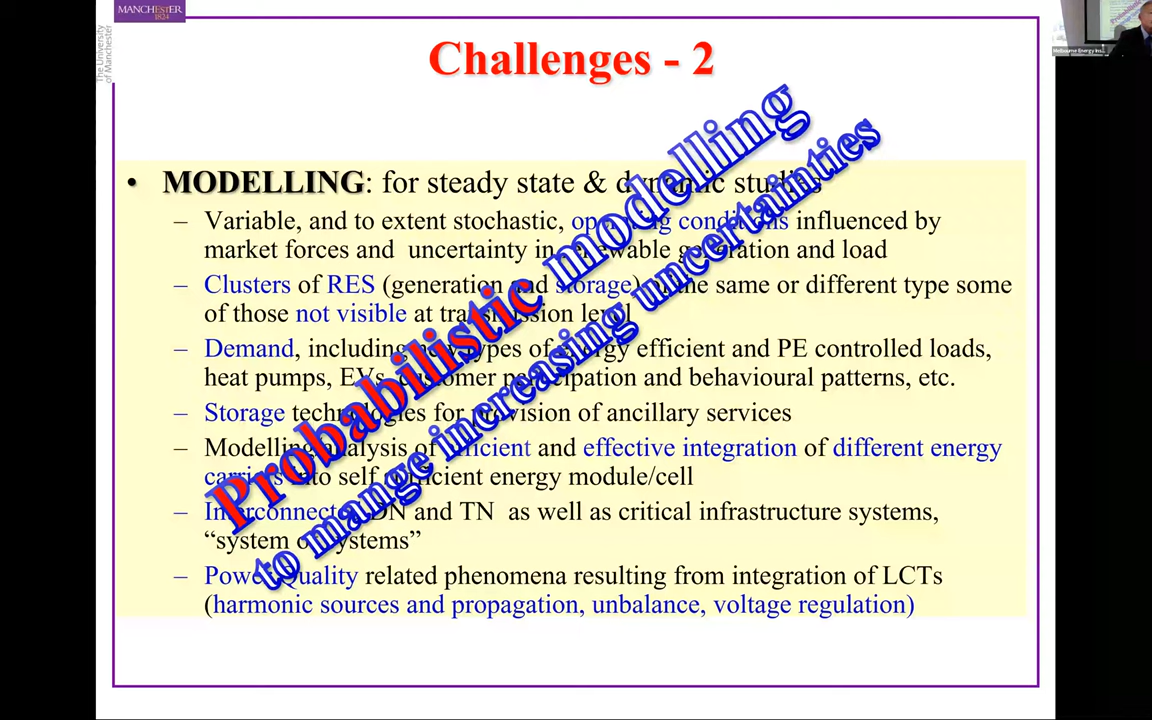 MANCHESTER
1824
The University
of Manchester
Melbourne Energy Ins...
Challenges - 2
• MODELLING: for steady state & dynamic studies
– Variable, and to extent stochastic, operating conditions influenced by
market forces and uncertainty in renewable generation and load
– Clusters of RES (generation and storage) of the same or different type some
of those not visible at transmission level
– Demand, including new types of energy efficient and PE controlled loads,
heat pumps, EVs, customer participation and behavioural patterns, etc.
– Storage technologies for provision of ancillary services
– Modelling/analysis of efficient and effective integration of different energy
carriers into self sufficient energy module/cell
– Interconnected DN and TN as well as critical infrastructure systems,
“system of systems”
– Power Quality related phenomena resulting from integration of LCTs
(harmonic sources and propagation, unbalance, voltage regulation)
Probabilistic modelling
to mange increasing uncertainties